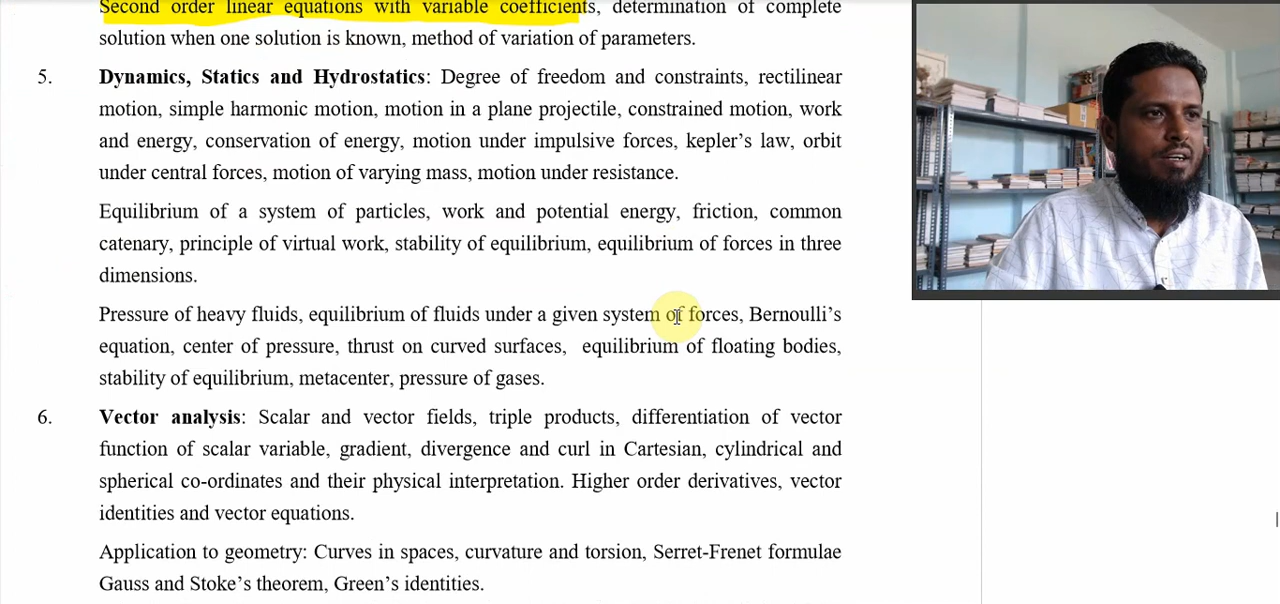 Second order linear equations with variable coefficients, determination of complete
solution when one solution is known, method of variation of parameters.
5. Dynamics, Statics and Hydrostatics: Degree of freedom and constraints, rectilinear
motion, simple harmonic motion, motion in a plane projectile, constrained motion, work
and energy, conservation of energy, motion under impulsive forces, kepler's law, orbit
under central forces, motion of varying mass, motion under resistance.
Equilibrium of a system of particles, work and potential energy, friction, common
catenary, principle of virtual work, stability of equilibrium, equilibrium of forces in three
dimensions.
Pressure of heavy fluids, equilibrium of fluids under a given system of forces, Bernoulli's
equation, center of pressure, thrust on curved surfaces, equilibrium of floating bodies,
stability of equilibrium, metacenter, pressure of gases.
6. Vector analysis: Scalar and vector fields, triple products, differentiation of vector
function of scalar variable, gradient, divergence and curl in Cartesian, cylindrical and
spherical co-ordinates and their physical interpretation. Higher order derivatives, vector
identities and vector equations.
Application to geometry: Curves in spaces, curvature and torsion, Serret-Frenet formulae
Gauss and Stoke's theorem, Green's identities.